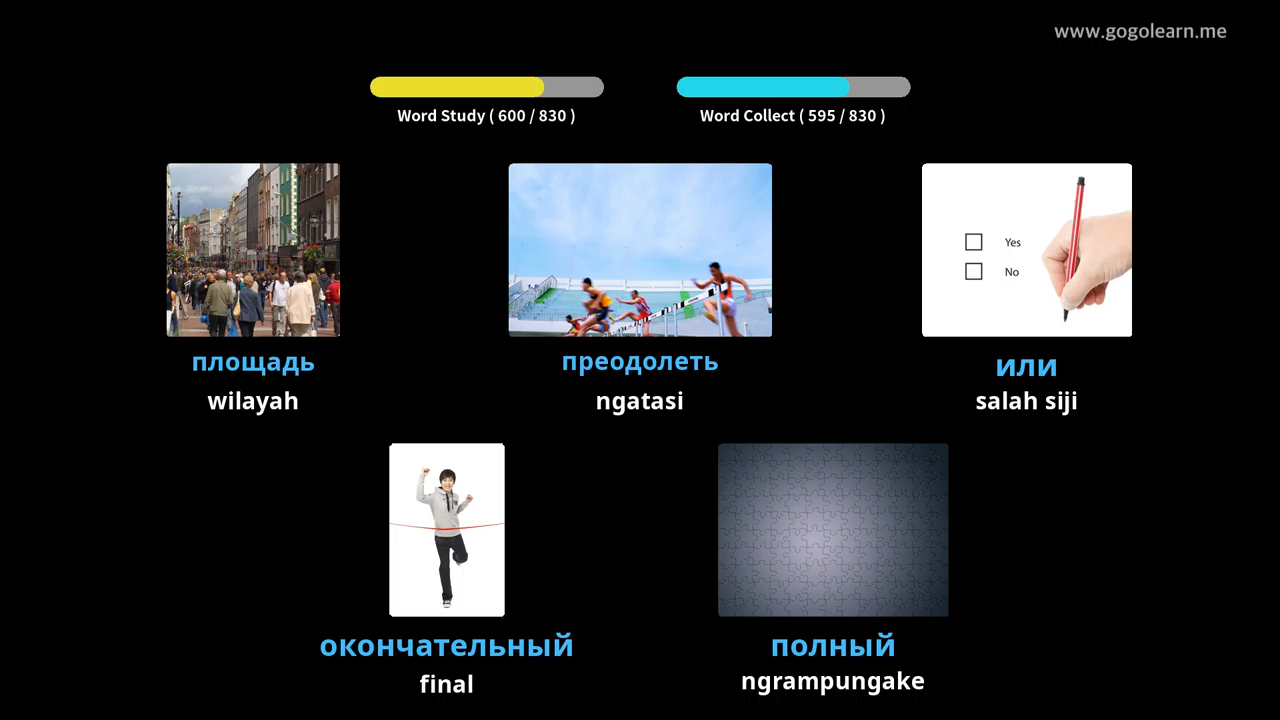 www.gogolearn.me
Word Study ( 600 / 830 )
Word Collect ( 595 / 830 )
Yes
No
площадь
преодолеть
или
wilayah
ngatasi
salah siji
окончательный
полный
final
ngrampungake